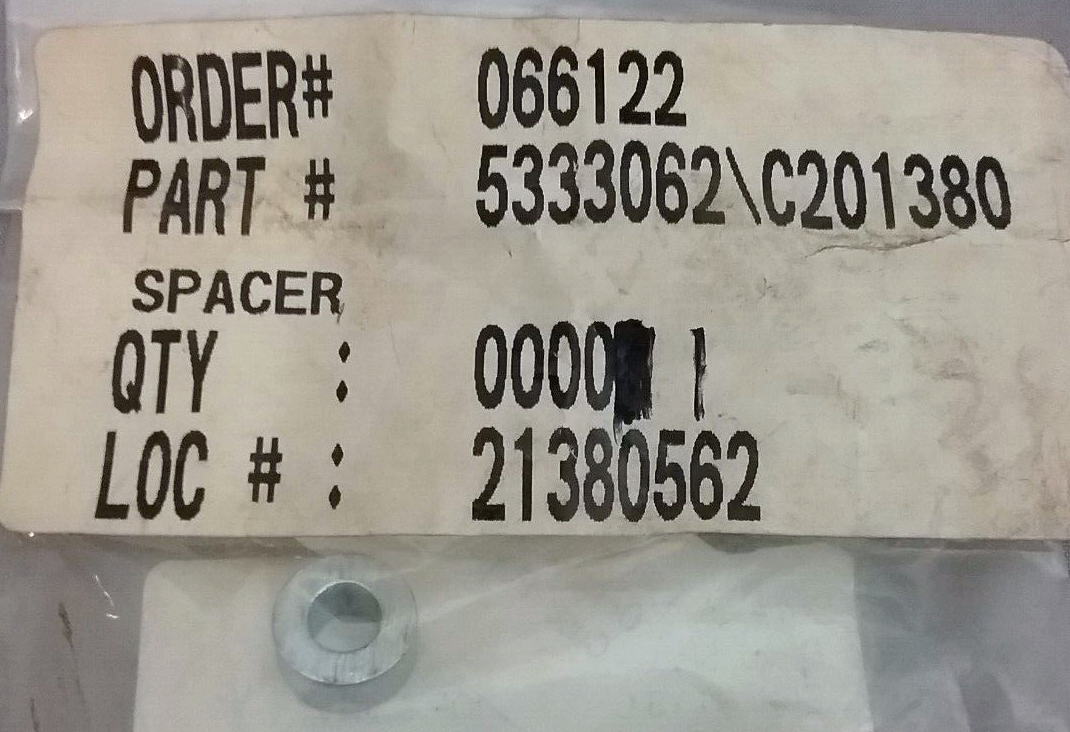 ORDER# 066122
PART # 5333062\C201380
SPACER
QTY : 0000 1
LOC # : 21380562